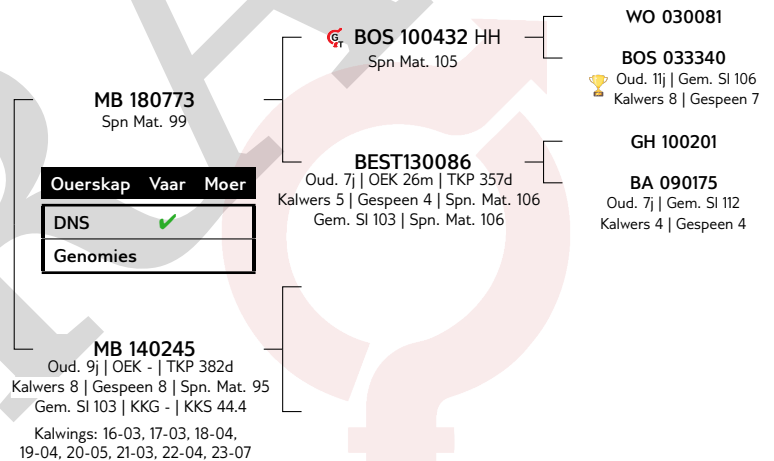 WO 030081
BOS 100432 HH
Spn Mat. 105
BOS 033340
Oud. 11j | Gem. SI 106
Kalwers 8 | Gespeen 7
MB 180773
Spn Mat. 99
GH 100201
BEST130086
Oud. 7j | OEK 26m | TKP 357d
Kalwers 5 | Gespeen 4 | Spn. Mat. 106
Gem. SI 103 | Spn. Mat. 106
BA 090175
Oud. 7j | Gem. SI 112
Kalwers 4 | Gespeen 4
Ouerskap Vaar Moer
DNS ✔
Genomies
MB 140245
Oud. 9j | OEK - | TKP 382d
Kalwers 8 | Gespeen 8 | Spn. Mat. 95
Gem. SI 103 | KKG - | KKS 44.4
Kalwings: 16-03, 17-03, 18-04,
19-04, 20-05, 21-03, 22-04, 23-07